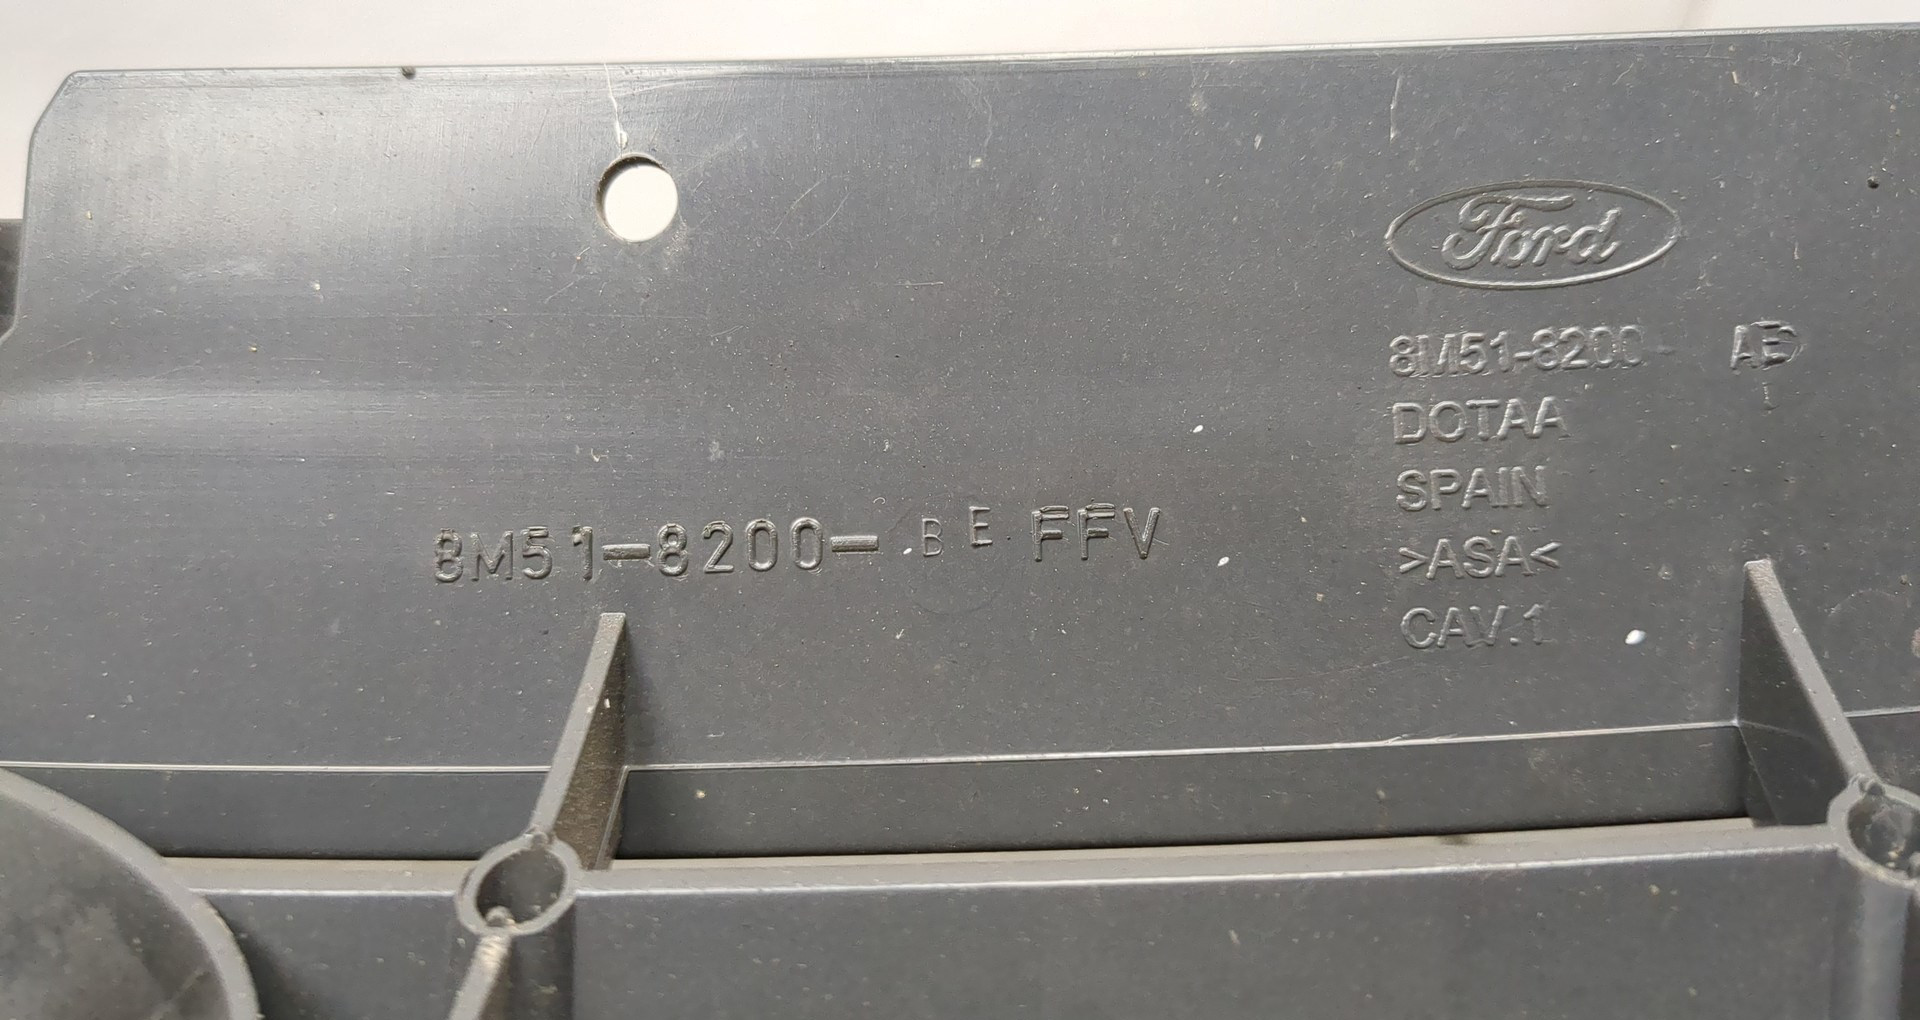 Ford
8M51-8200- AE
DOTAA
SPAIN
>ASA<
CAV.1
8M51-8200- BE FFV